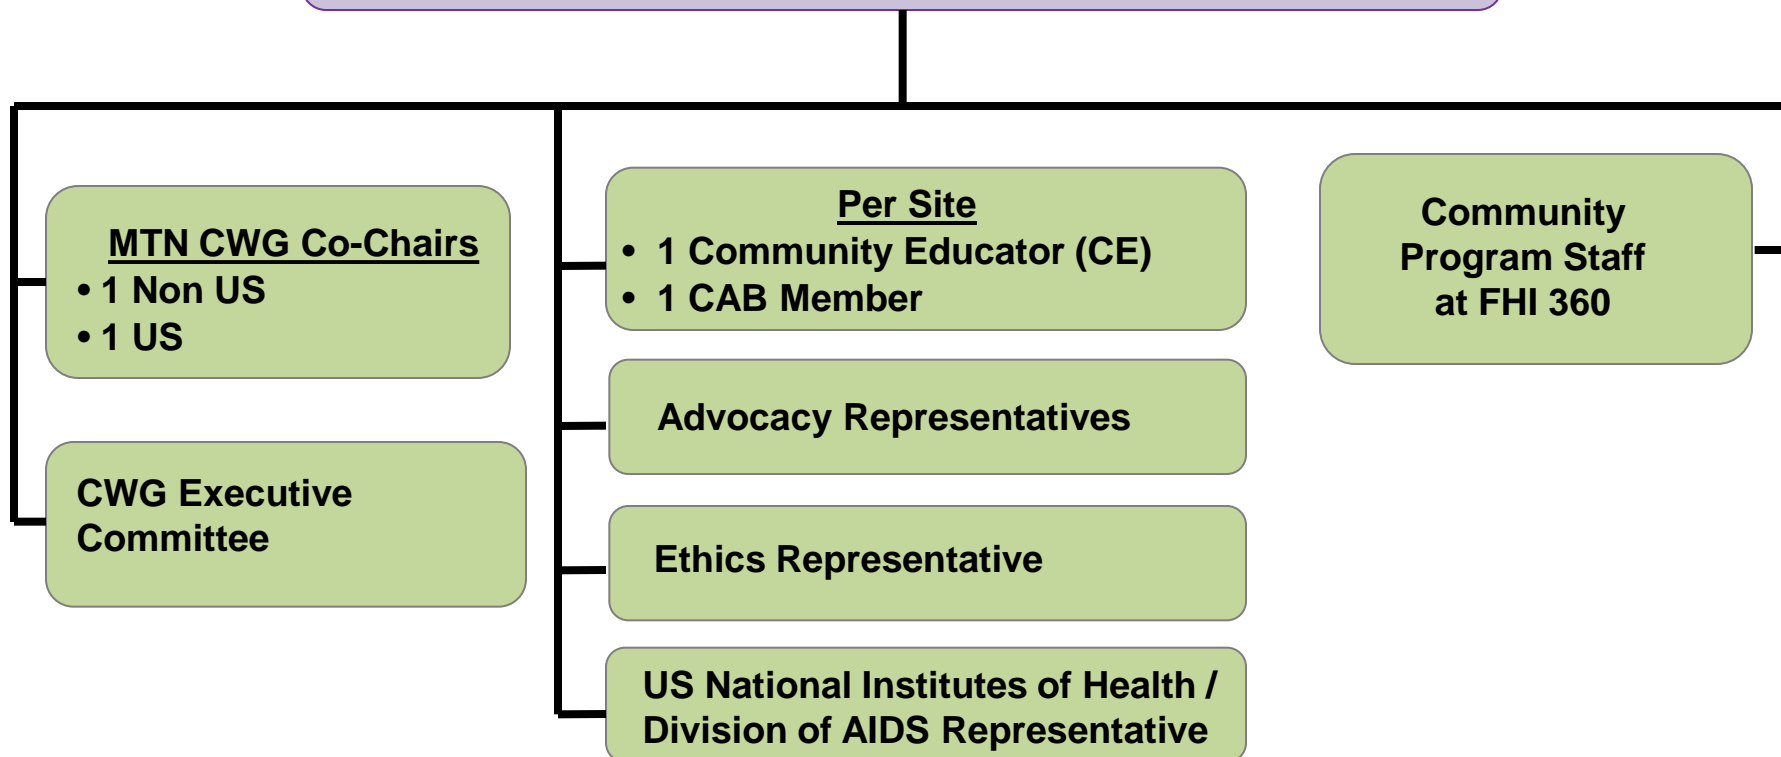 MTN CWG Co-Chairs
• 1 Non US
• 1 US
CWG Executive
Committee
Per Site
• 1 Community Educator (CE)
• 1 CAB Member
Advocacy Representatives
Ethics Representative
US National Institutes of Health /
Division of AIDS Representative
Community
Program Staff
at FHI 360